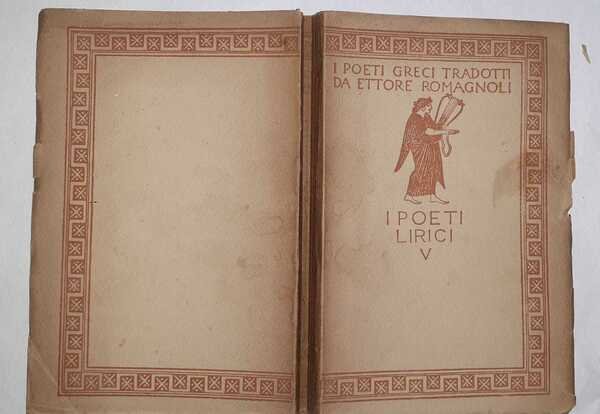 I POETI GRECI TRADOTTI
DA ETTORE ROMAGNOLI
I POETI
LIRICI
V